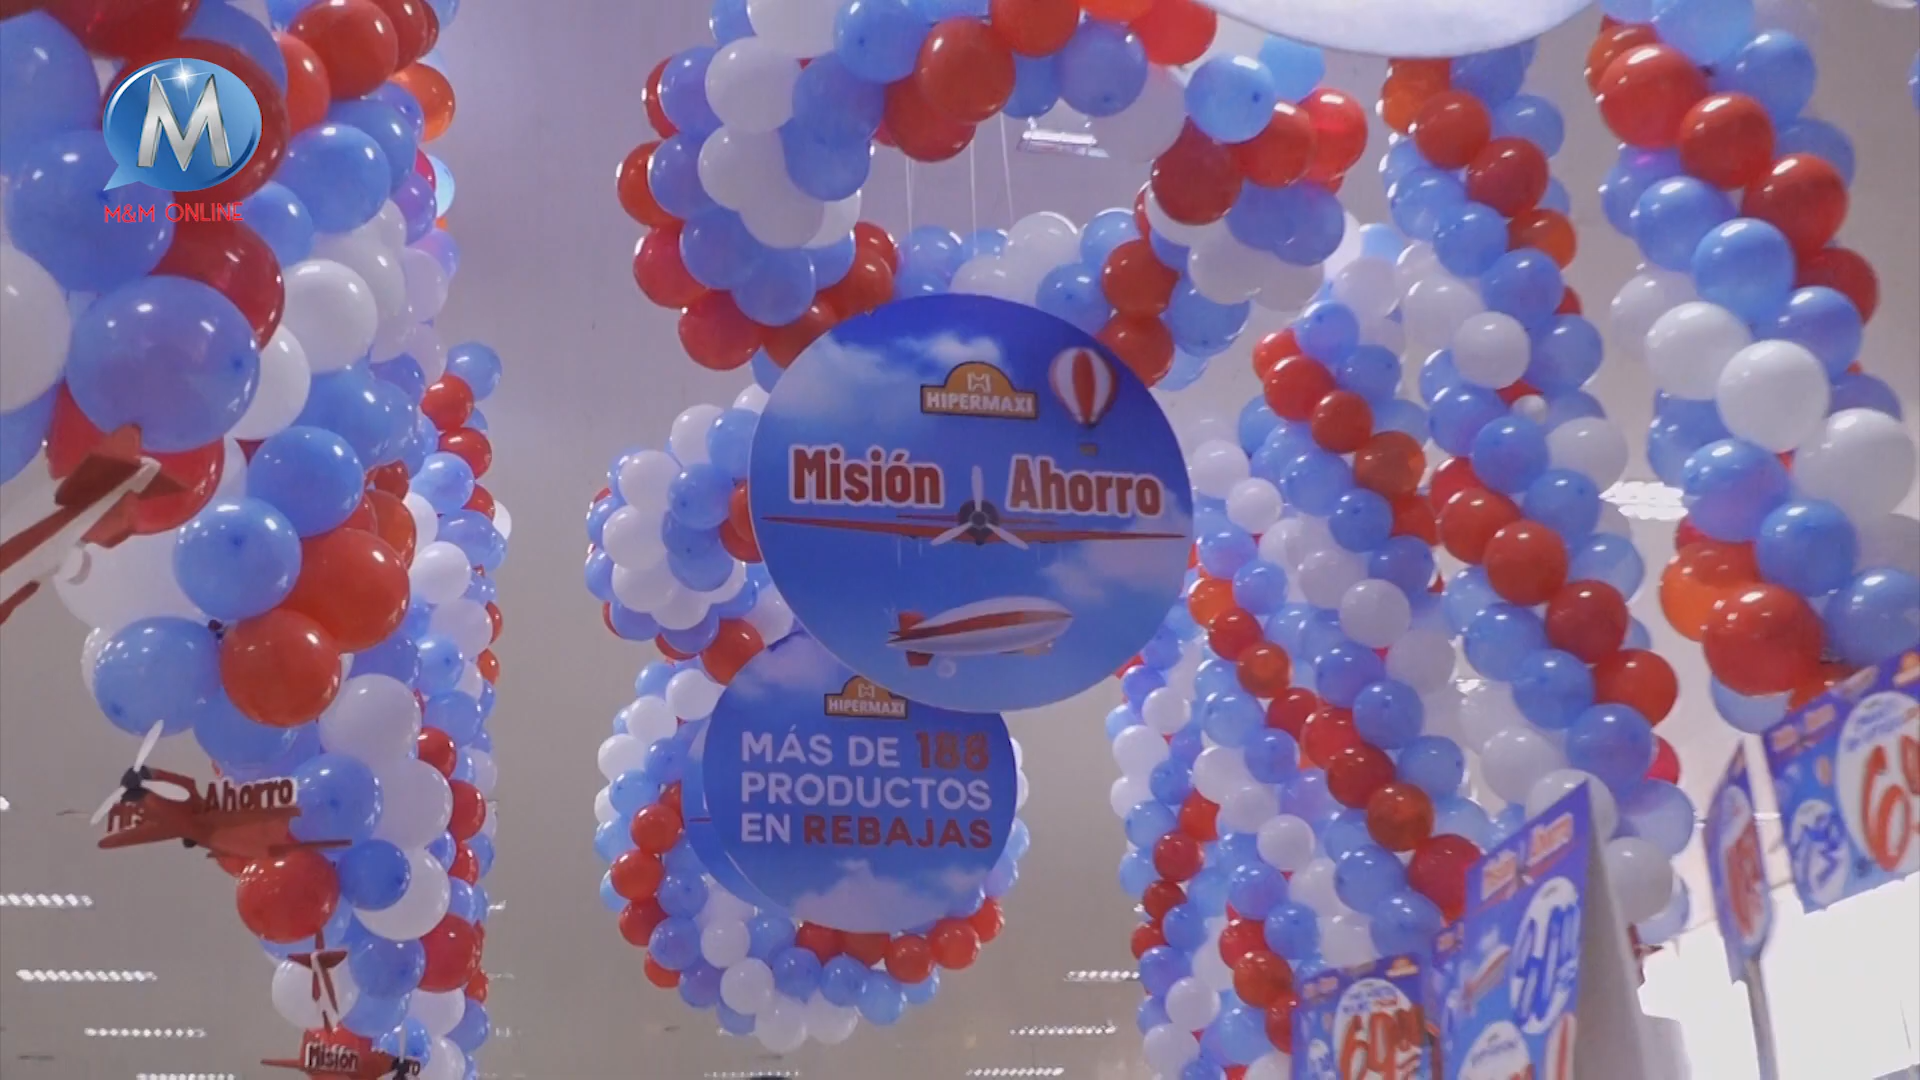 M
M&M ONLINE
HIPERMAXI
Misión Ahorro
HIPERMAXI
MÁS DE 188
PRODUCTOS
EN REBAJAS
Ahorro
Misión